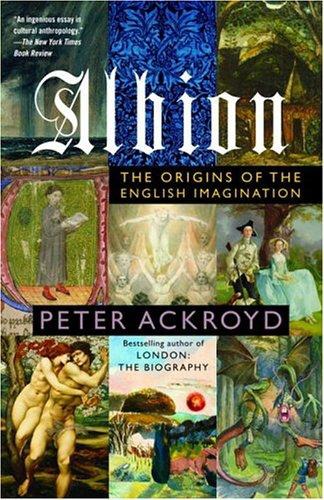 "An ingenious essay in
cultural anthropology."
—The New York Times
Book Review
Albion
THE ORIGINS OF THE
ENGLISH IMAGINATION
PETER ACKROYD
Bestselling author of
LONDON:
THE BIOGRAPHY